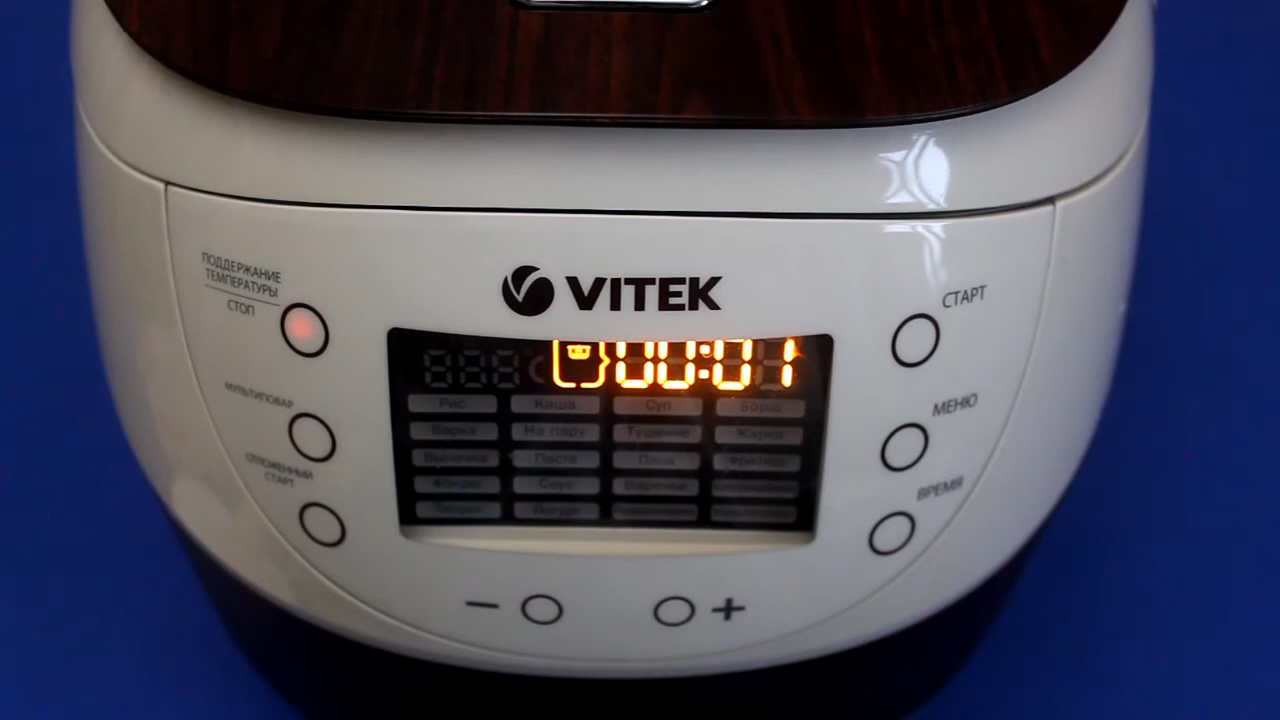 VITEK
ПОДДЕРЖАНИЕ
ТЕМПЕРАТУРЫ
СТОП
МУЛЬТИПОВАР
ОТЛОЖЕННЫЙ
СТАРТ
00:01
Рис Каша Суп Борщ
Варка На пару Тушение Жарка
Выпечка Паста Плов Фритюр
Фондю Соус Варенье
Йогурт
СТАРТ
МЕНЮ
ВРЕМЯ
− +